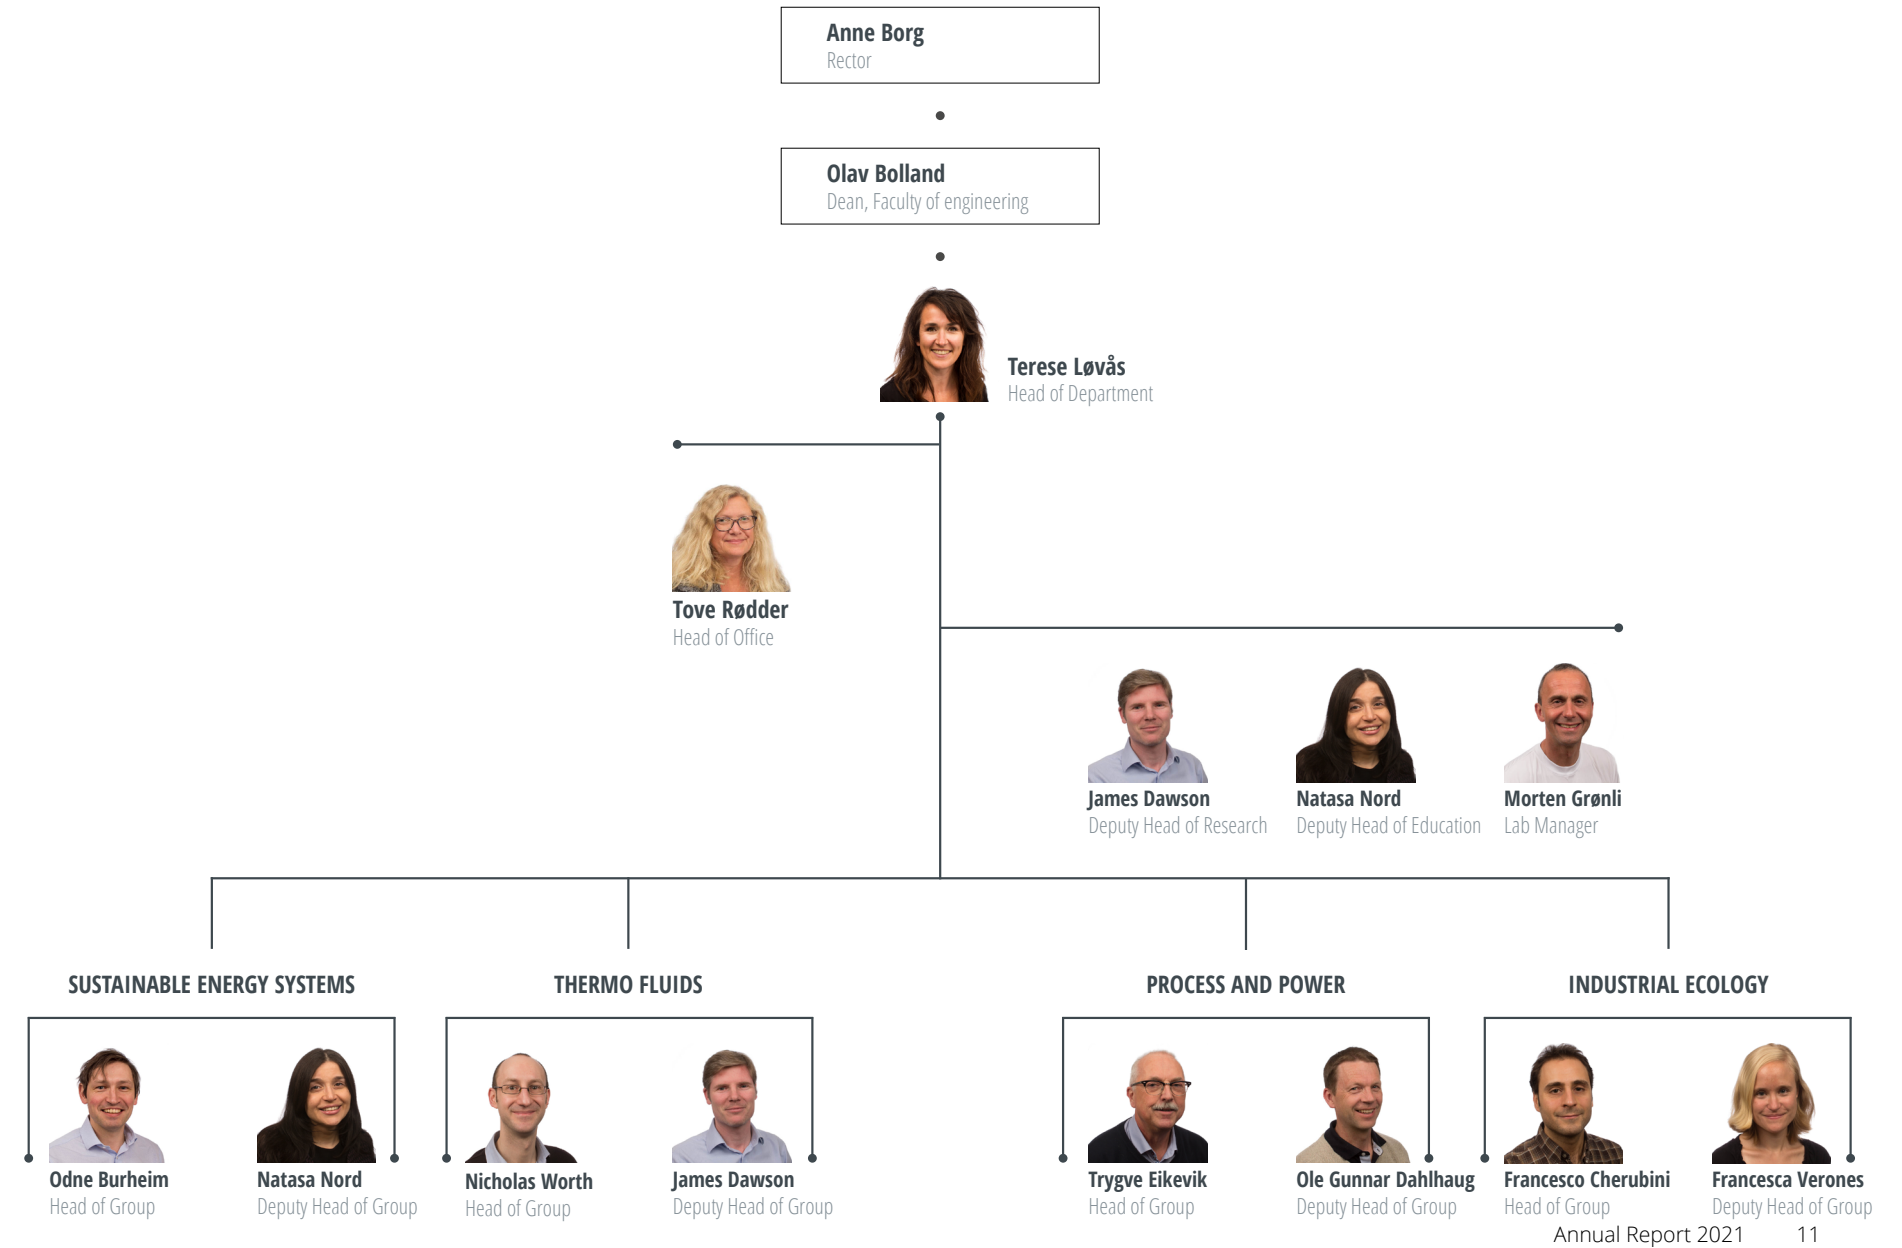 Anne Borg
Rector
Olav Bolland
Dean, Faculty of engineering
Terese Løvås
Head of Department
Tove Rødder
Head of Office
James Dawson
Deputy Head of Research
Natasa Nord
Deputy Head of Education
Morten Grønli
Lab Manager
SUSTAINABLE ENERGY SYSTEMS
Odne Burheim
Head of Group
Natasa Nord
Deputy Head of Group
THERMO FLUIDS
Nicholas Worth
Head of Group
James Dawson
Deputy Head of Group
PROCESS AND POWER
Trygve Eikevik
Head of Group
Ole Gunnar Dahlhaug
Deputy Head of Group
INDUSTRIAL ECOLOGY
Francesco Cherubini
Head of Group
Francesca Verones
Deputy Head of Group
Annual Report 2021 11